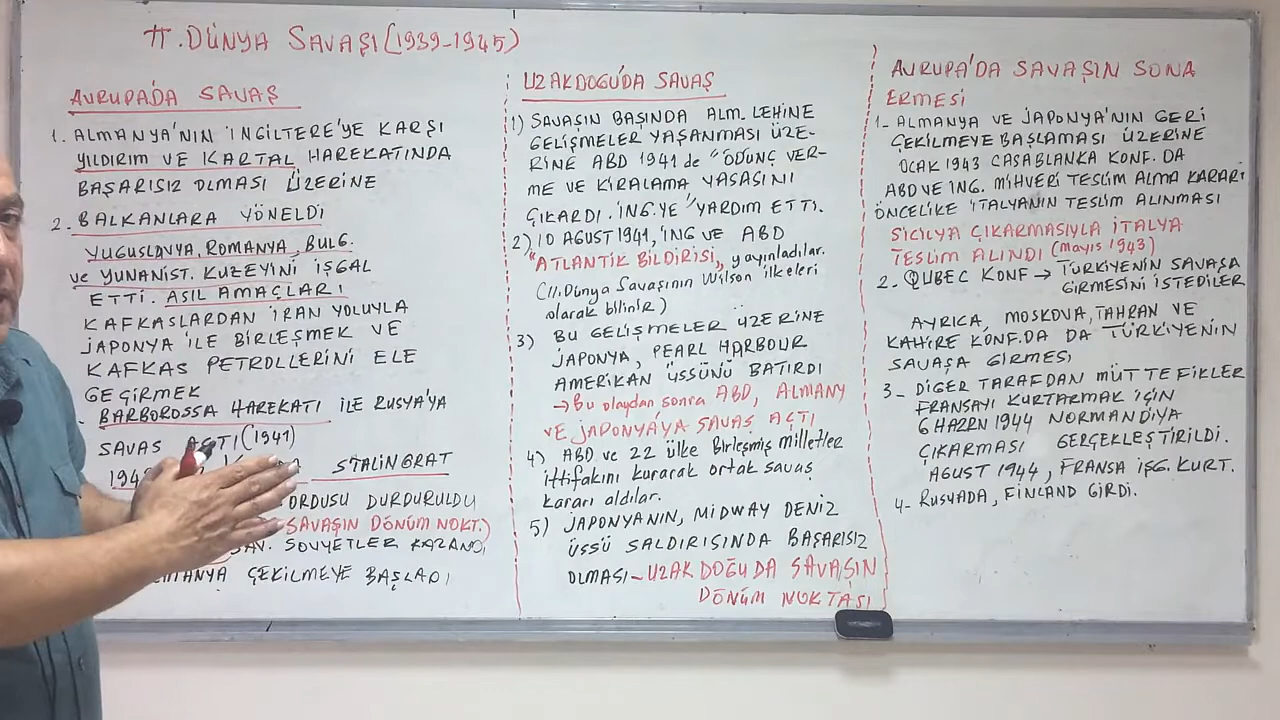 II. DÜNYA SAVAŞI (1939-1945)
AVRUPA'DA SAVAŞ
1. ALMANYA'NIN İNGİLTERE'YE KARŞI
YILDIRIM VE KARTAL HAREKATINDA
BAŞARISIZ OLMASI ÜZERİNE
2. BALKANLARA YÖNELDİ
YUGUSLAVYA, ROMANYA, BULG.
ve YUNANİST. KUZEYİNİ İŞGAL
ETTİ. ASIL AMAÇLARI
KAFKASLARDAN İRAN YOLUYLA
JAPONYA İLE BİRLEŞMEK VE
KAFKAS PETROLLERİNİ ELE
GEÇİRMEK
- BARBOROSSA HAREKATI İLE RUSYA'YA
SAVAŞ AÇTI (1941)
STALİNGRAT
ORDUSU DURDURULDU
SAVAŞIN DÖNÜM NOKT.)
SAV. SOVYETLER KAZANDI
ÇEKİLMEYE BAŞLADI
UZAKDOĞU'DA SAVAŞ
1) SAVAŞIN BAŞINDA ALM. LEHİNE
GELİŞMELER YAŞANMASI ÜZE-
RİNE ABD 1941 de "ÖDÜNÇ VER-
ME VE KİRALAMA YASASINI
ÇIKARDI. İNG.YE "YARDIM ETTİ.
2) 10 AGUST 1941, İNG VE ABD
"ATLANTİK BİLDİRİSİ,, yayınladılar.
(II. Dünya Savaşının Wilson ilkeleri
olarak bilinir)
3) BU GELİŞMELER ÜZERİNE
JAPONYA, PEARL HARBOUR
AMERİKAN ÜSSÜNÜ BATIRDI
→ Bu olaydan sonra ABD, ALMANY
VE JAPONYA'YA SAVAŞ AÇTI
4) ABD ve 22 ülke Birleşmiş milletler
ittifakını kurarak ortak savaş
kararı aldılar.
5) JAPONYANIN, MİDWAY DENİZ
ÜSSÜ SALDIRISINDA BAŞARISIZ
OLMASI - UZAK DOĞU DA SAVAŞIN
DÖNÜM NOKTASI
AVRUPA'DA SAVAŞIN SONA
ERMESİ
1- ALMANYA VE JAPONYA'NIN GERİ
ÇEKİLMEYE BAŞLAMASI ÜZERİNE
OCAK 1943 CASABLANKA KONF. DA
ABD VE İNG. MİHVERİ TESLİM ALMA KARARI
ÖNCELİKE İTALYANIN TESLİM ALINMASI
SİCİLYA ÇIKARMASIYLA İTALYA
TESLİM ALINDI (mayıs 1943)
2- QUBEC KONF → TÜRKİYENİN SAVAŞA
GİRMESİNİ İSTEDİLER
AYRICA, MOSKOVA, TAHRAN VE
KAHİRE KONF. DA DA TÜRKİYENİN
SAVAŞA GİRMESİ
3- DİGER TARAFDAN MÜTTEFİKLER
FRANSAYI KURTARMAK İÇİN
6 HAZRN 1944 NORMANDİYA
ÇIKARMASI GERÇEKLEŞTİRİLDİ.
AGUST 1944, FRANSA İŞG. KURT.
4- RUSYADA, FİNLAND GİRDİ.